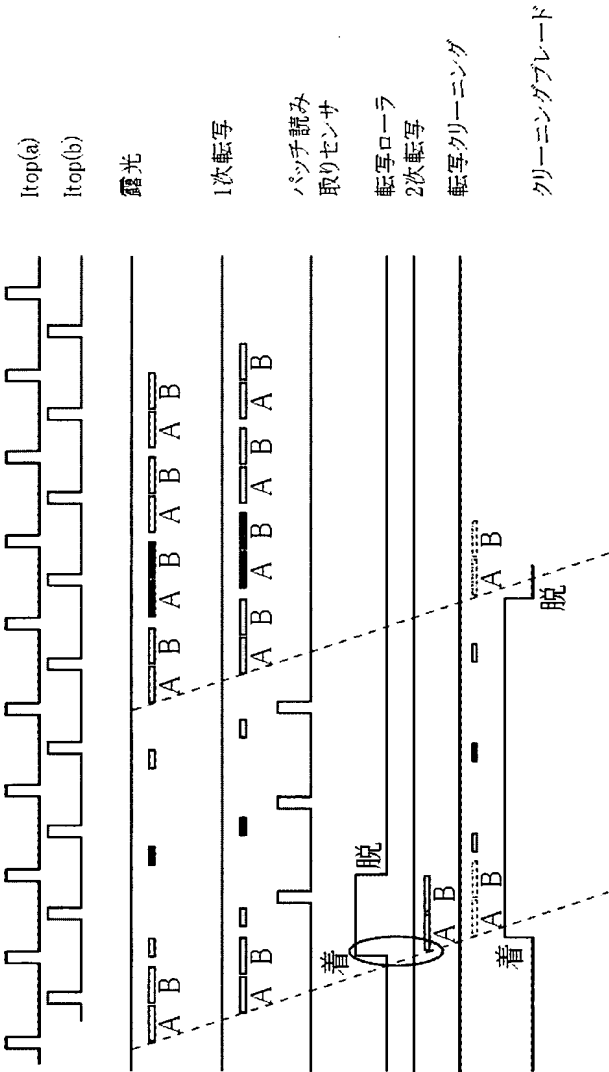 Itop(a)
Itop(b)
露光
A B A B A B A B
1次転写
A B A B A B A B
パッチ読み
取りセンサ
転写ローラ
着 脱
2次転写
A B
転写クリーニング
A B A B
クリーニングブレード
着 脱